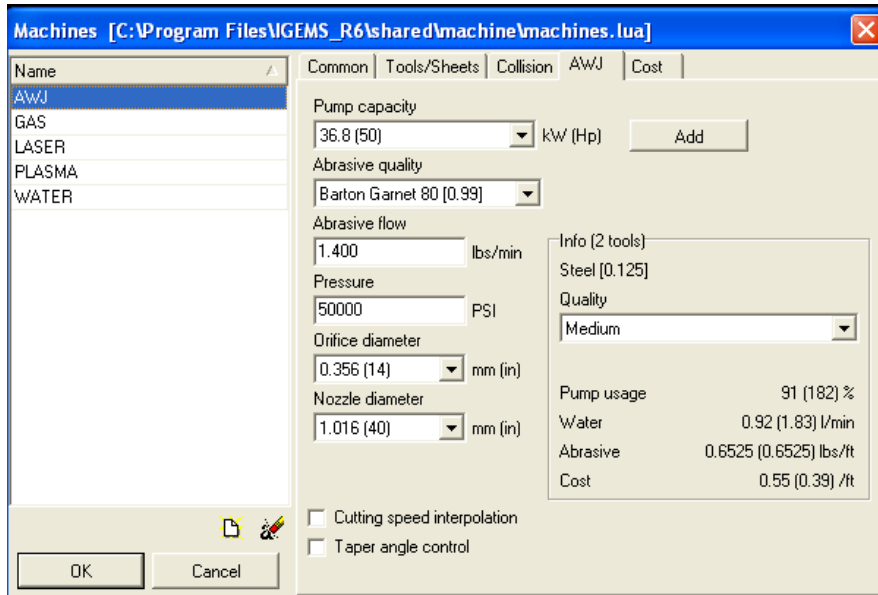 Machines [C:\Program Files\IGEMS_R6\shared\machine\machines.lua]
Name
AWJ
GAS
LASER
PLASMA
WATER
OK
Cancel
Common
Tools/Sheets
Collision
AWJ
Cost
Pump capacity
36.8 (50)
kW (Hp)
Add
Abrasive quality
Barton Garnet 80 [0.99]
Abrasive flow
1.400
lbs/min
Pressure
50000
PSI
Orifice diameter
0.356 (14)
mm (in)
Nozzle diameter
1.016 (40)
mm (in)
Info (2 tools)
Steel [0.125]
Quality
Medium
Pump usage 91 (182) %
Water 0.92 (1.83) l/min
Abrasive 0.6525 (0.6525) lbs/ft
Cost 0.55 (0.39) /ft
Cutting speed interpolation
Taper angle control